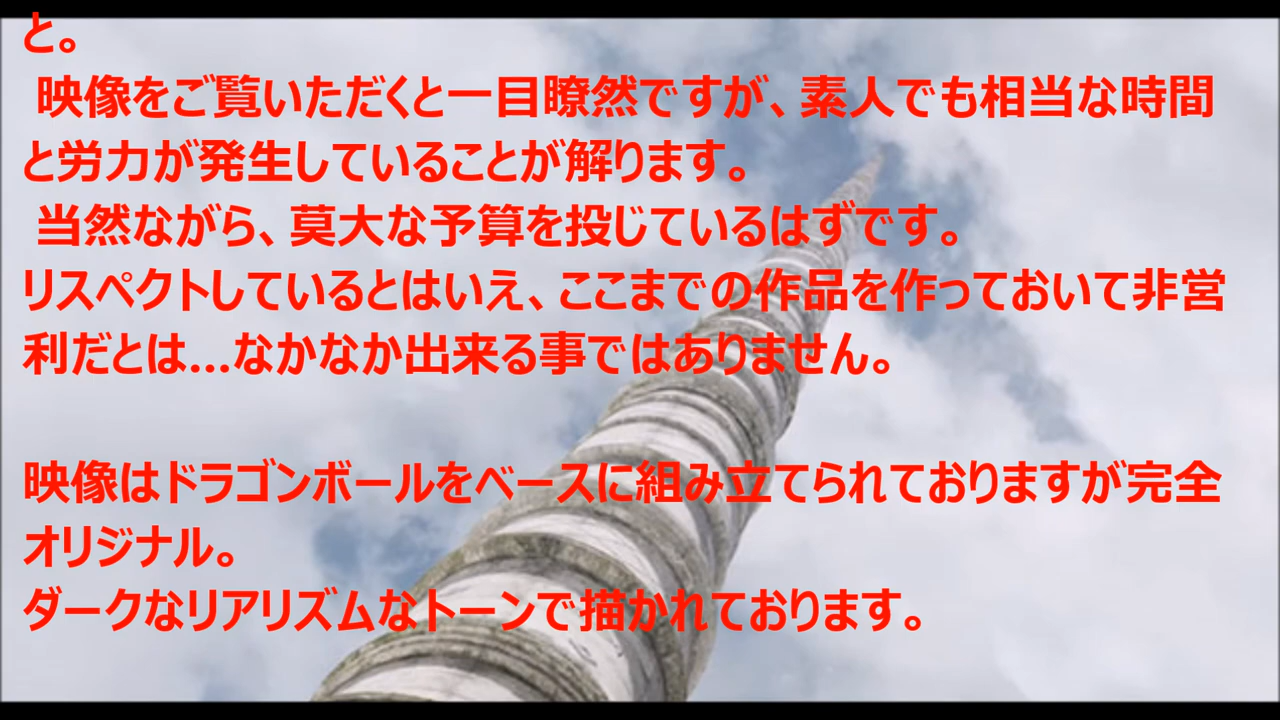 と。
映像をご覧いただくと一目瞭然ですが、素人でも相当な時間
と労力が発生していることが解ります。
当然ながら、莫大な予算を投じているはずです。
リスペクトしているとはいえ、ここまでの作品を作っておいて非営
利だとは...なかなか出来る事ではありません。
映像はドラゴンボールをベースに組み立てられておりますが完全
オリジナル。
ダークなリアリズムなトーンで描かれております。